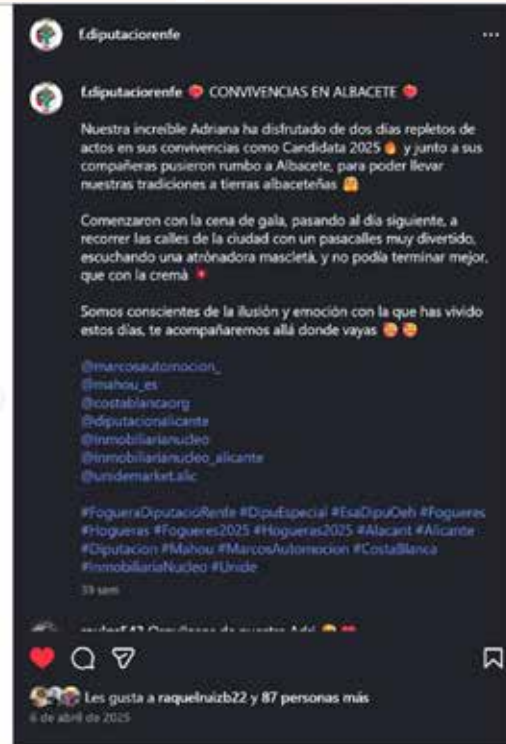 f.diputaciorenfe
f.diputaciorenfe 🍅 CONVIVENCIAS EN ALBACETE 🍅
Nuestra increíble Adriana ha disfrutado de dos días repletos de
actos en sus convivencias como Candidata 2025🔥 y junto a sus
compañeras pusieron rumbo a Albacete, para poder llevar
nuestras tradiciones a tierras albaceteñas 🤗
Comenzaron con la cena de gala, pasando al día siguiente, a
recorrer las calles de la ciudad con un pasacalles muy divertido,
escuchando una atrónadora mascletà, y no podía terminar mejor,
que con la cremà 💥
Somos conscientes de la ilusión y emoción con la que has vivido
estos días, te acompañaremos allá donde vayas 🥰🥰
@marcosautomocion_
@mahou_es
@costablancaorg
@diputacionalicante
@inmobiliarianucleo
@inmobiliarianucleo_alicante
@unidemarket.alic
#FogueraDiputacióRenfe #DipuEspecial #EsaDipuOeh #Fogueres
#Hogueras #Fogueres2025 #Hogueras2025 #Alacant #Alicante
#Diputacion #Mahou #MarcosAutomocion #CostaBlanca
#InmobiliariaNucleo #Unide
39 sem
Les gusta a raquelruizb22 y 87 personas más
6 de abril de 2025